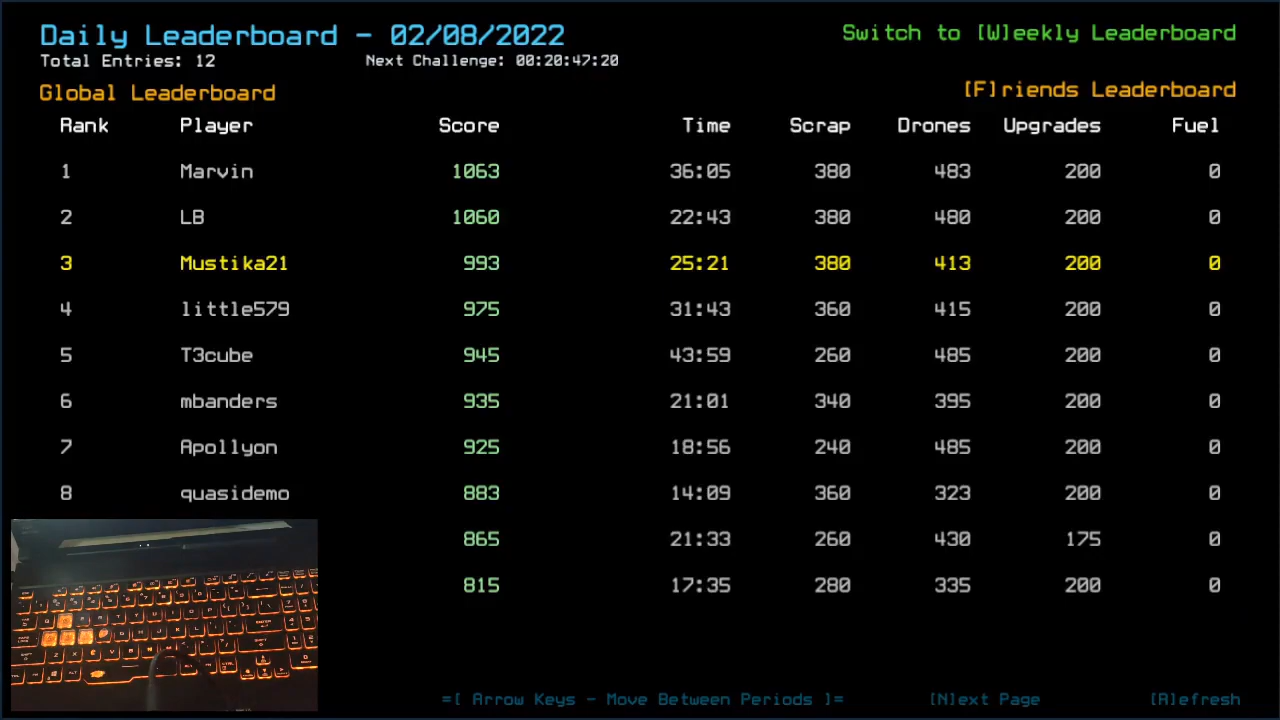 Daily Leaderboard - 02/08/2022
Switch to [W]eekly Leaderboard
Total Entries: 12
Next Challenge: 00:20:47:20
Global Leaderboard
[F]riends Leaderboard
Rank Player Score Time Scrap Drones Upgrades Fuel
1 Marvin 1063 36:05 380 483 200 0
2 LB 1060 22:43 380 480 200 0
3 Mustika21 993 25:21 380 413 200 0
4 little579 975 31:43 360 415 200 0
5 T3cube 945 43:59 260 485 200 0
6 mbanders 935 21:01 340 395 200 0
7 Apollyon 925 18:56 240 485 200 0
8 quasidemo 883 14:09 360 323 200 0
865 21:33 260 430 175 0
815 17:35 280 335 200 0
=[ Arrow Keys - Move Between Periods ]=
[N]ext Page
[R]efresh